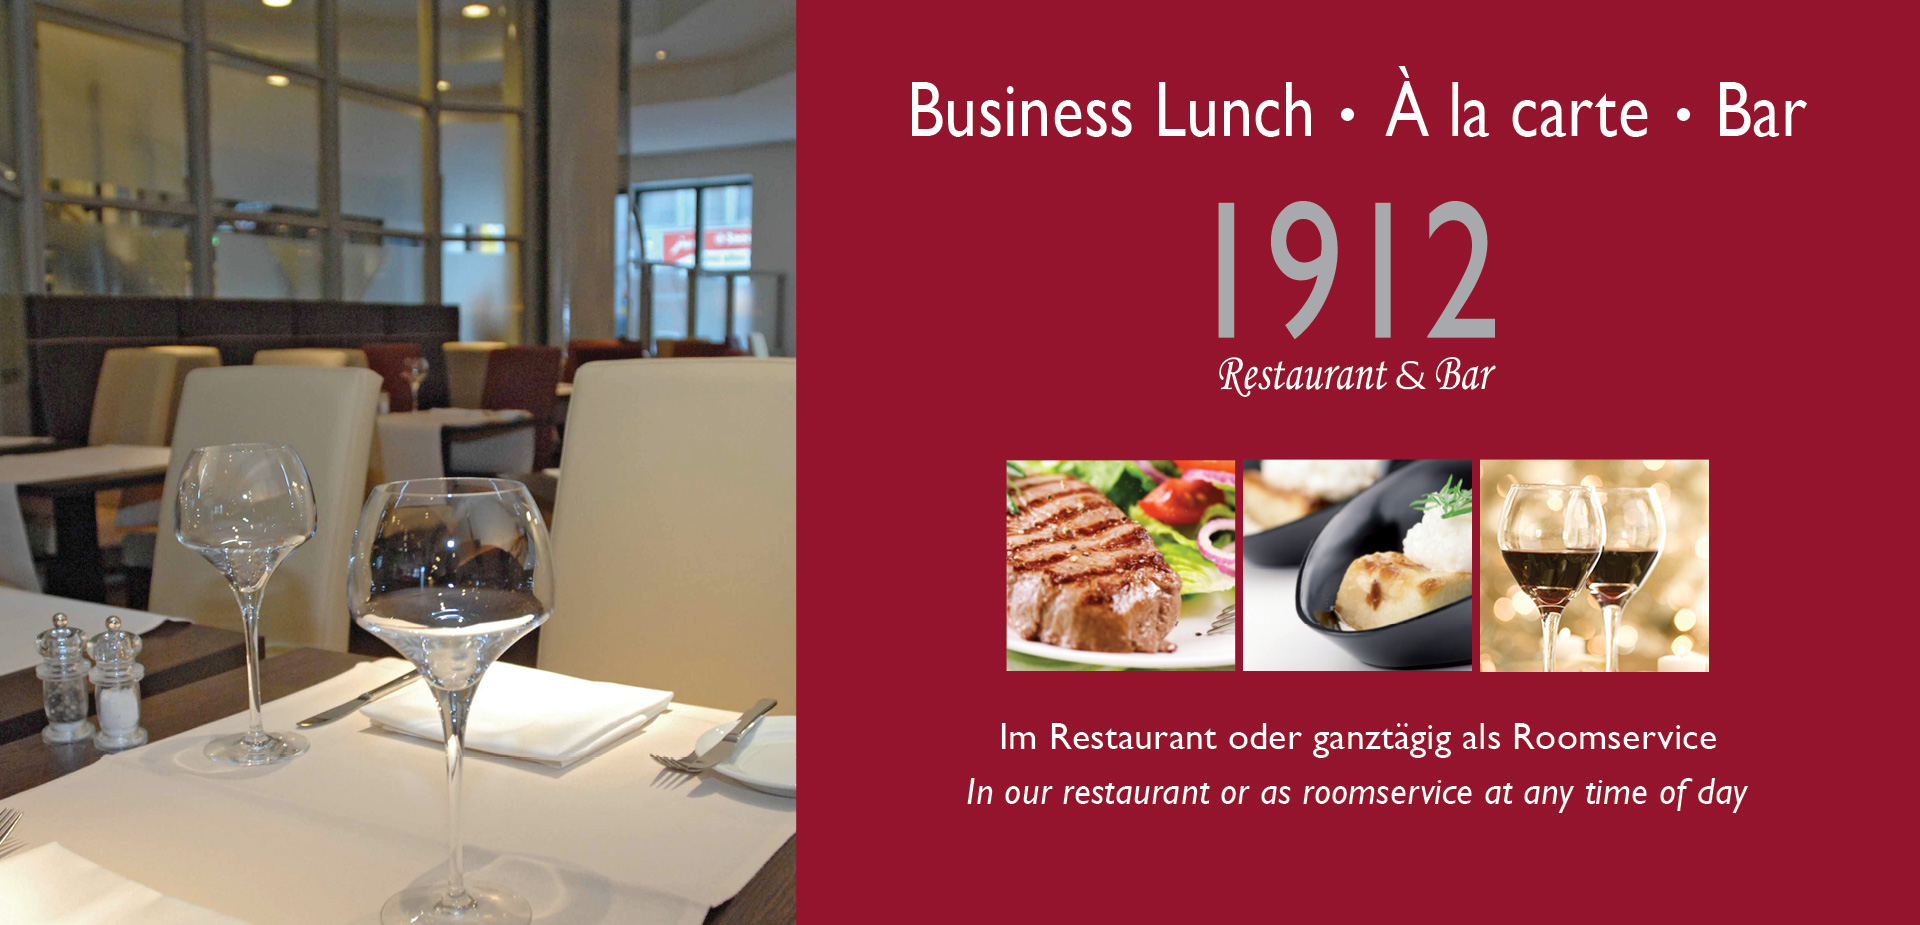 Business Lunch • À la carte • Bar
1912
Restaurant & Bar
Im Restaurant oder ganztägig als Roomservice
In our restaurant or as roomservice at any time of day